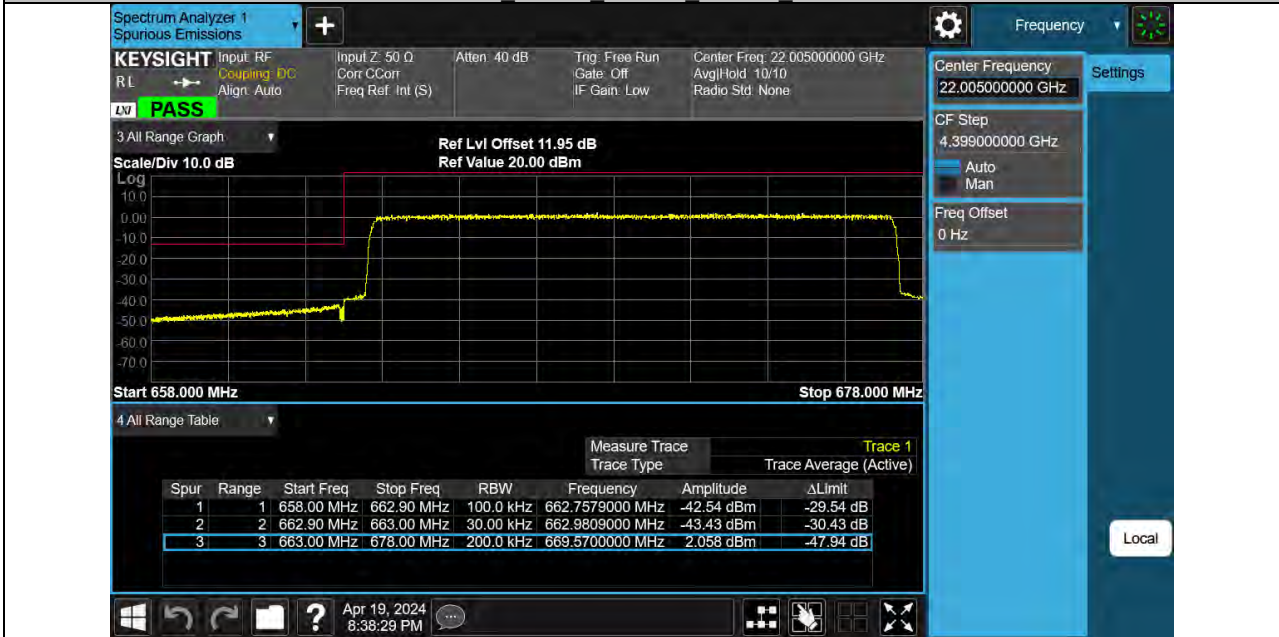 Spectrum Analyzer 1
Spurious Emissions
+
Frequency
KEYSIGHT Input: RF Input Z: 50 Ω Atten: 40 dB Trig: Free Run Center Freq: 22.005000000 GHz
RL Coupling: DC Corr CCorr Gate: Off Avg|Hold: 10/10
Align: Auto Freq Ref: Int (S) IF Gain: Low Radio Std: None
LXI PASS
Center Frequency
22.005000000 GHz
Settings
CF Step
4.399000000 GHz
Auto
Man
Freq Offset
0 Hz
3 All Range Graph
Ref Lvl Offset 11.95 dB
Scale/Div 10.0 dB Ref Value 20.00 dBm
Log
10.0
0.00
-10.0
-20.0
-30.0
-40.0
-50.0
-60.0
-70.0
Start 658.000 MHz Stop 678.000 MHz
4 All Range Table
Measure Trace Trace 1
Trace Type Trace Average (Active)
Spur Range Start Freq Stop Freq RBW Frequency Amplitude ΔLimit
1 1 658.00 MHz 662.90 MHz 100.0 kHz 662.7579000 MHz -42.54 dBm -29.54 dB
2 2 662.90 MHz 663.00 MHz 30.00 kHz 662.9809000 MHz -43.43 dBm -30.43 dB
3 3 663.00 MHz 678.00 MHz 200.0 kHz 669.5700000 MHz 2.058 dBm -47.94 dB
Local
? Apr 19, 2024
8:38:29 PM